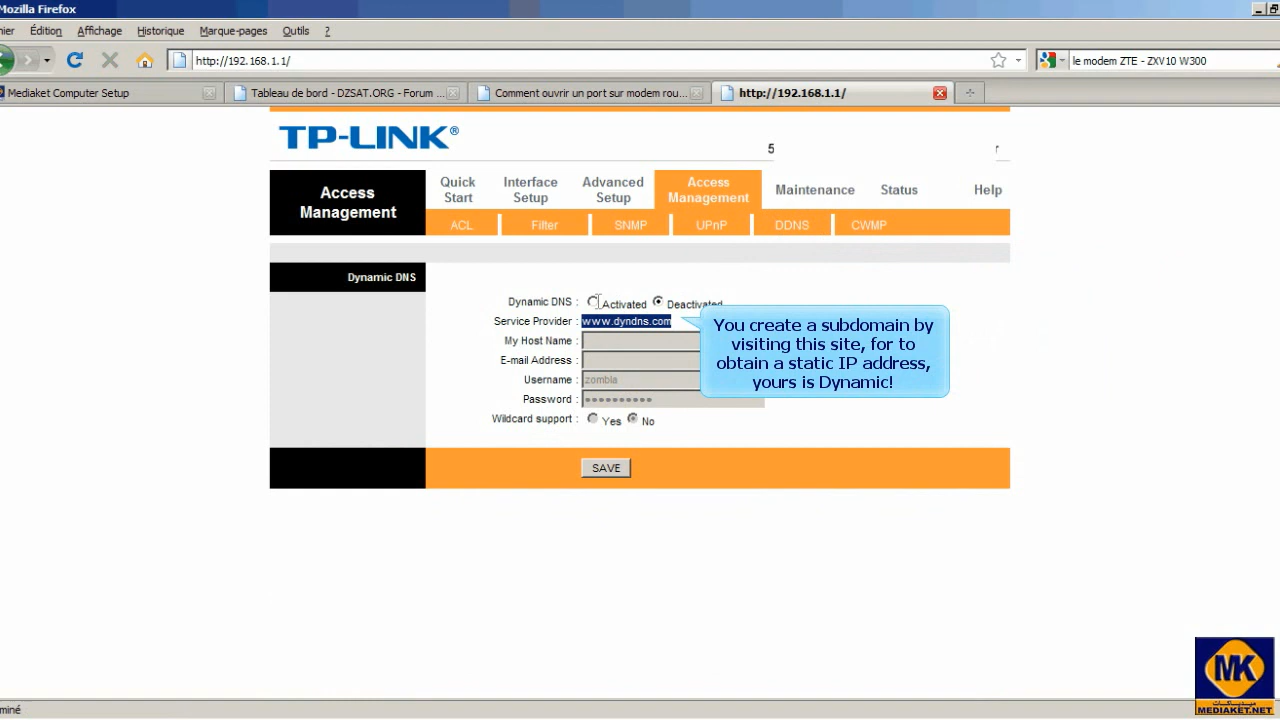 Mozilla Firefox
Édition Affichage Historique Marque-pages Outils ?
http://192.168.1.1/
le modem ZTE - ZXV10 W300
Mediaket Computer Setup
Tableau de bord - DZSAT.ORG - Forum ...
Comment ouvrir un port sur modem rou...
http://192.168.1.1/
TP-LINK®
5
Access Management
Quick Start
Interface Setup
Advanced Setup
Access Management
Maintenance
Status
Help
ACL
Filter
SNMP
UPnP
DDNS
CWMP
Dynamic DNS
Dynamic DNS : Activated Deactivated
Service Provider : www.dyndns.com
My Host Name :
E-mail Address :
Username : zombla
Password : ●●●●●●●●●●
Wildcard support : Yes No
You create a subdomain by
visiting this site, for to
obtain a static IP address,
yours is Dynamic!
SAVE
MK
ميدياكات
MEDIAKET.NET